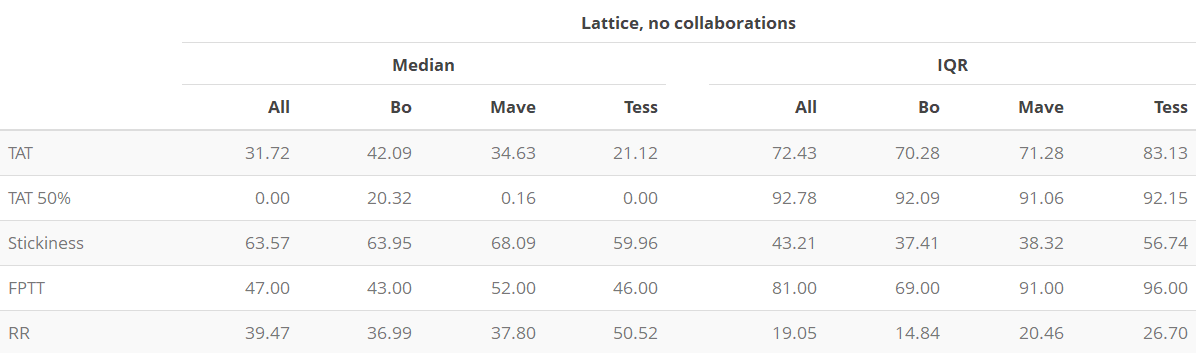 Lattice, no collaborations
Median IQR
All Bo Mave Tess All Bo Mave Tess
TAT 31.72 42.09 34.63 21.12 72.43 70.28 71.28 83.13
TAT 50% 0.00 20.32 0.16 0.00 92.78 92.09 91.06 92.15
Stickiness 63.57 63.95 68.09 59.96 43.21 37.41 38.32 56.74
FPTT 47.00 43.00 52.00 46.00 81.00 69.00 91.00 96.00
RR 39.47 36.99 37.80 50.52 19.05 14.84 20.46 26.70